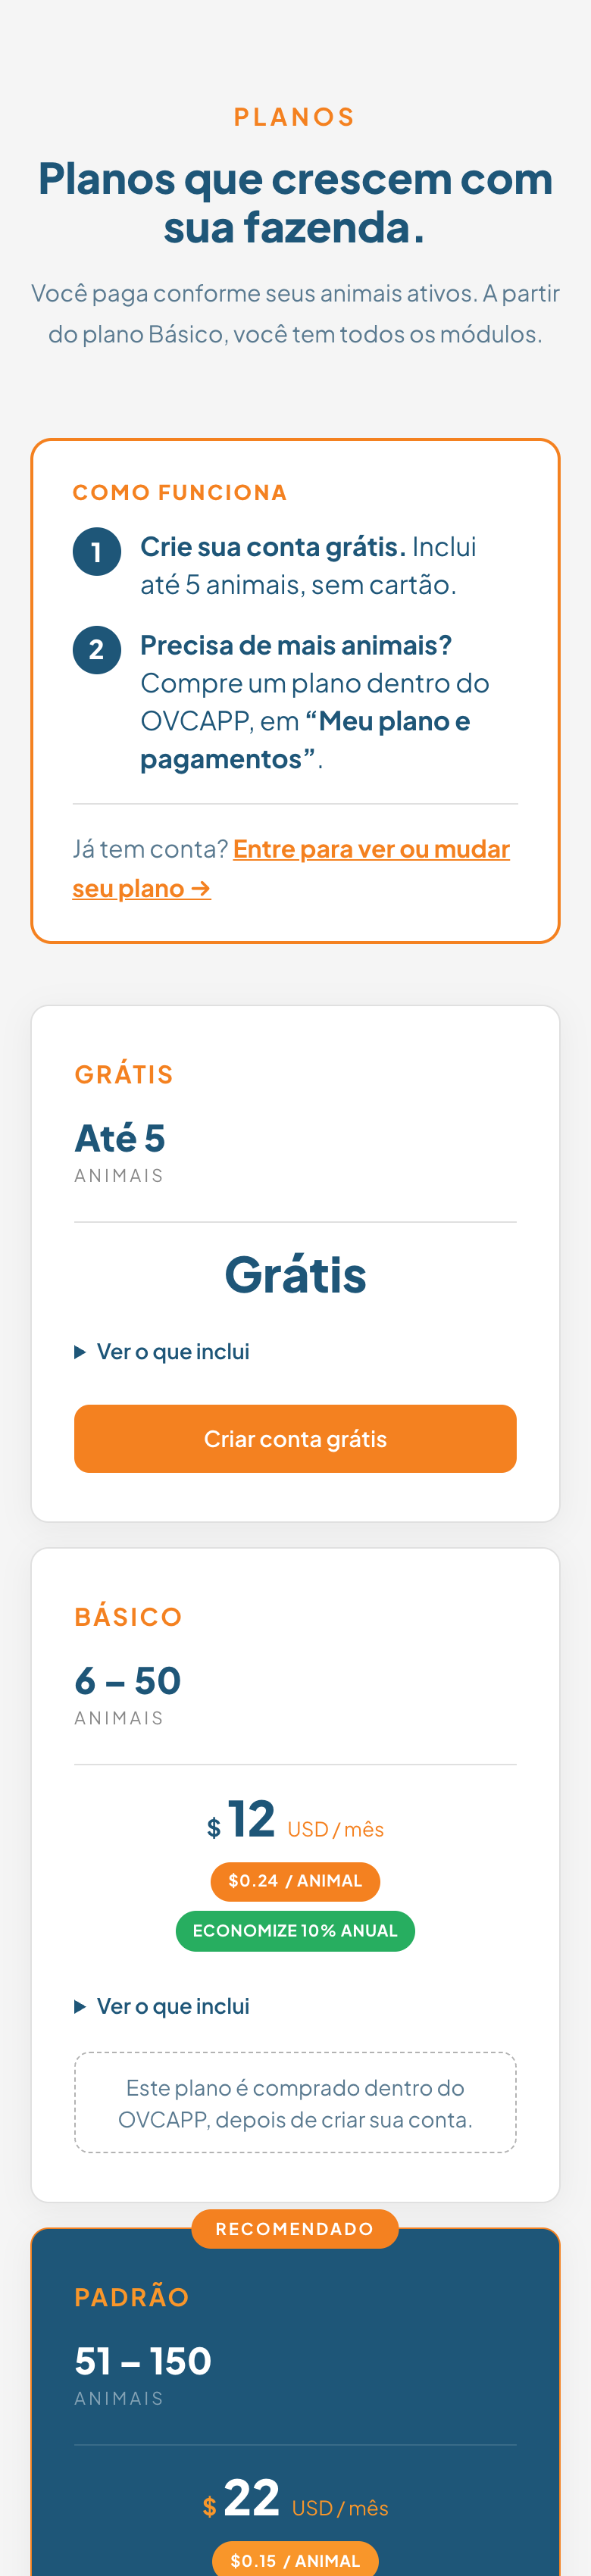 PLANOS
Planos que crescem com
sua fazenda.
Você paga conforme seus animais ativos. A partir
do plano Básico, você tem todos os módulos.
COMO FUNCIONA
1 Crie sua conta grátis. Inclui
até 5 animais, sem cartão.
2 Precisa de mais animais?
Compre um plano dentro do
OVCAPP, em “Meu plano e
pagamentos”.
Já tem conta? Entre para ver ou mudar
seu plano →
GRÁTIS
Até 5
ANIMAIS
Grátis
▶ Ver o que inclui
Criar conta grátis
BÁSICO
6 – 50
ANIMAIS
$ 12 USD / mês
$0.24 / ANIMAL
ECONOMIZE 10% ANUAL
▶ Ver o que inclui
Este plano é comprado dentro do
OVCAPP, depois de criar sua conta.
RECOMENDADO
PADRÃO
51 – 150
ANIMAIS
$ 22 USD / mês
$0.15 / ANIMAL